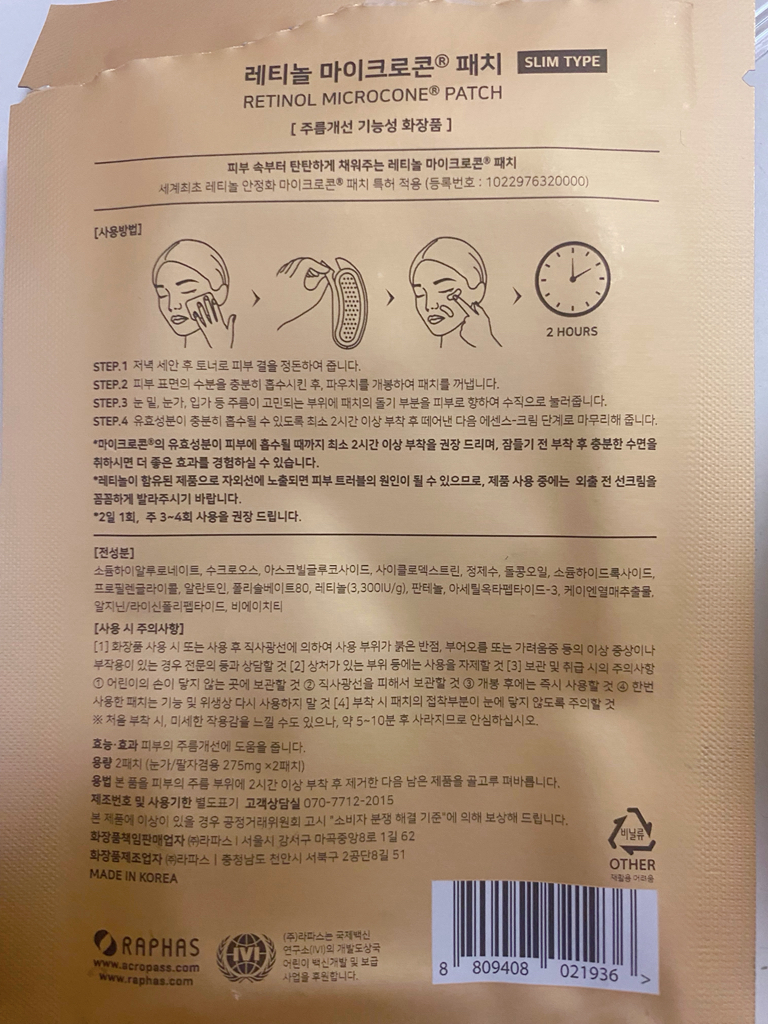 레티놀 마이크로콘® 패치 SLIM TYPE
RETINOL MICROCONE® PATCH
[ 주름개선 기능성 화장품 ]
피부 속부터 탄탄하게 채워주는 레티놀 마이크로콘® 패치
세계최초 레티놀 안정화 마이크로콘® 패치 특허 적용 (등록번호 : 1022976320000)
[사용방법]
2 HOURS
STEP.1 저녁 세안 후 토너로 피부 결을 정돈하여 줍니다.
STEP.2 피부 표면의 수분을 충분히 흡수시킨 후, 파우치를 개봉하여 패치를 꺼냅니다.
STEP.3 눈 밑, 눈가, 입가 등 주름이 고민되는 부위에 패치의 돌기 부분을 피부로 향하여 수직으로 눌러줍니다.
STEP.4 유효성분이 충분히 흡수될 수 있도록 최소 2시간 이상 부착 후 떼어낸 다음 에센스-크림 단계로 마무리해 줍니다.
*마이크로콘®의 유효성분이 피부에 흡수될 때까지 최소 2시간 이상 부착을 권장 드리며, 잠들기 전 부착 후 충분한 수면을
취하시면 더 좋은 효과를 경험하실 수 있습니다.
*레티놀이 함유된 제품으로 자외선에 노출되면 피부 트러블의 원인이 될 수 있으므로, 제품 사용 중에는 외출 전 선크림을
꼼꼼하게 발라주시기 바랍니다.
*2일 1회, 주 3~4회 사용을 권장 드립니다.
[전성분]
소듐하이알루로네이트, 수크로오스, 아스코빌글루코사이드, 사이클로덱스트린, 정제수, 돌콩오일, 소듐하이드록사이드,
프로필렌글라이콜, 알란토인, 폴리솔베이트80, 레티놀(3,300IU/g), 판테놀, 아세틸옥타펩타이드-3, 케이엔열매추출물,
알지닌/라이신폴리펩타이드, 비에이치티
[사용 시 주의사항]
[1] 화장품 사용 시 또는 사용 후 직사광선에 의하여 사용 부위가 붉은 반점, 부어오름 또는 가려움증 등의 이상 증상이나
부작용이 있는 경우 전문의 등과 상담할 것 [2] 상처가 있는 부위 등에는 사용을 자제할 것 [3] 보관 및 취급 시의 주의사항
① 어린이의 손이 닿지 않는 곳에 보관할 것 ② 직사광선을 피해서 보관할 것 ③ 개봉 후에는 즉시 사용할 것 ④ 한번
사용한 패치는 기능 및 위생상 다시 사용하지 말 것 [4] 부착 시 패치의 접착부분이 눈에 닿지 않도록 주의할 것
※ 처음 부착 시, 미세한 작용감을 느낄 수도 있으나, 약 5~10분 후 사라지므로 안심하십시오.
효능·효과 피부의 주름개선에 도움을 줍니다.
용량 2패치 (눈가/팔자겸용 275mg ×2패치)
용법 본 품을 피부의 주름 부위에 2시간 이상 부착 후 제거한 다음 남은 제품을 골고루 펴바릅니다.
제조번호 및 사용기한 별도표기 고객상담실 070-7712-2015
본 제품에 이상이 있을 경우 공정거래위원회 고시 "소비자 분쟁 해결 기준"에 의해 보상해 드립니다.
화장품책임판매업자 ㈜라파스 | 서울시 강서구 마곡중앙8로 1길 62
화장품제조업자 ㈜라파스 | 충청남도 천안시 서북구 2공단8길 51
MADE IN KOREA
비닐류
OTHER
재활용 어려움
RAPHAS
www.acropass.com
www.raphas.com
IVI
(주)라파스는 국제백신
연구소(IVI)의 개발도상국
어린이 백신개발 및 보급
사업을 후원합니다.
8 809408 021936 >